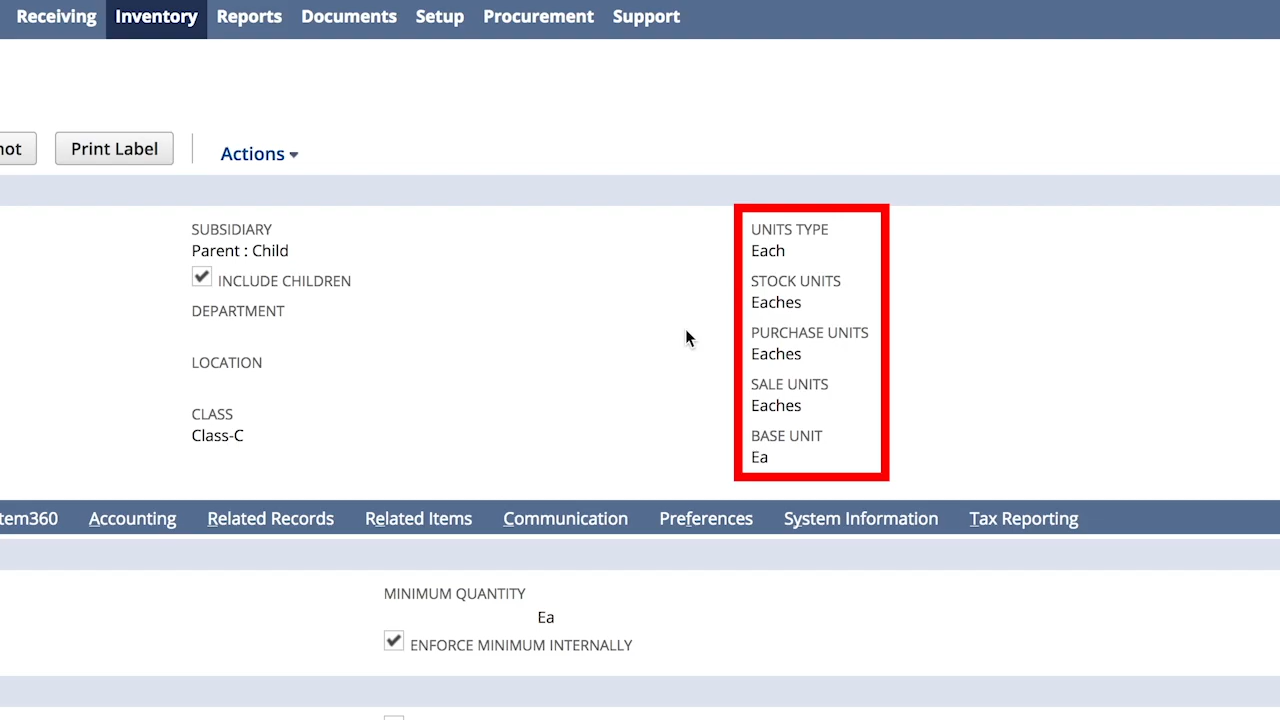 Receiving Inventory Reports Documents Setup Procurement Support
Print Label Actions
SUBSIDIARY
Parent : Child
INCLUDE CHILDREN
DEPARTMENT
LOCATION
CLASS
Class-C
UNITS TYPE
Each
STOCK UNITS
Eaches
PURCHASE UNITS
Eaches
SALE UNITS
Eaches
BASE UNIT
Ea
tem360 Accounting Related Records Related Items Communication Preferences System Information Tax Reporting
MINIMUM QUANTITY
Ea
ENFORCE MINIMUM INTERNALLY